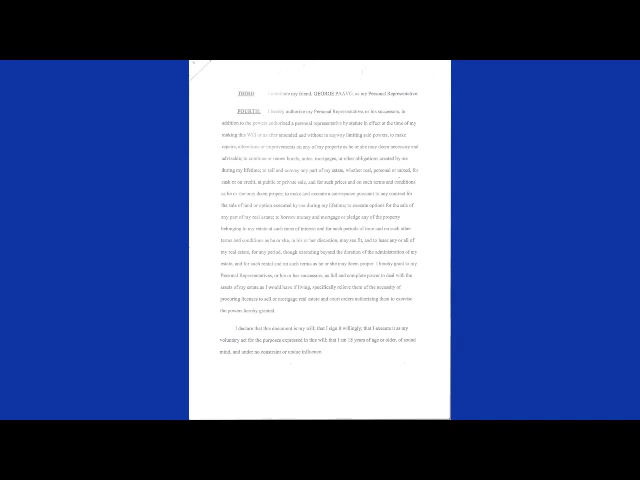 THIRD: I nominate my friend, GEORGE PAAVO, as my Personal Representative.
FOURTH: I hereby authorize my Personal Representative, or his successors, in
addition to the powers authorized a personal representative by statute in effect at the time of my
making this Will or as after amended and without in anyway limiting said powers, to make
repairs, alterations or improvements on any of my property as he or she may deem necessary and
advisable; to continue or renew bonds, notes, mortgages, or other obligations created by me
during my lifetime; to sell and convey any part of my estate, whether real, personal or mixed, for
cash or on credit, at public or private sale, and for such prices and on such terms and conditions
as he or she may deem proper; to make and execute a conveyance pursuant to any contract for
the sale of land or option executed by me during my lifetime; to execute options for the sale of
any part of my real estate; to borrow money and mortgage or pledge any of the property
belonging to my estate at such rates of interest and for such periods of time and on such other
terms and conditions as he or she, in his or her discretion, may see fit, and to lease any or all of
my real estate, for any period, though extending beyond the duration of the administration of my
estate, and for such rental and on such terms as he or she may deem proper. I hereby grant to my
Personal Representatives, or his or her successors, as full and complete power to deal with the
assets of my estate as I would have if living, specifically relieve them of the necessity of
procuring licenses to sell or mortgage real estate and court orders authorizing them to exercise
the powers hereby granted.
I declare that this document is my will; that I sign it willingly, that I execute it as my
voluntary act for the purposes expressed in this will; that I am 18 years of age or older, of sound
mind, and under no constraint or undue influence.